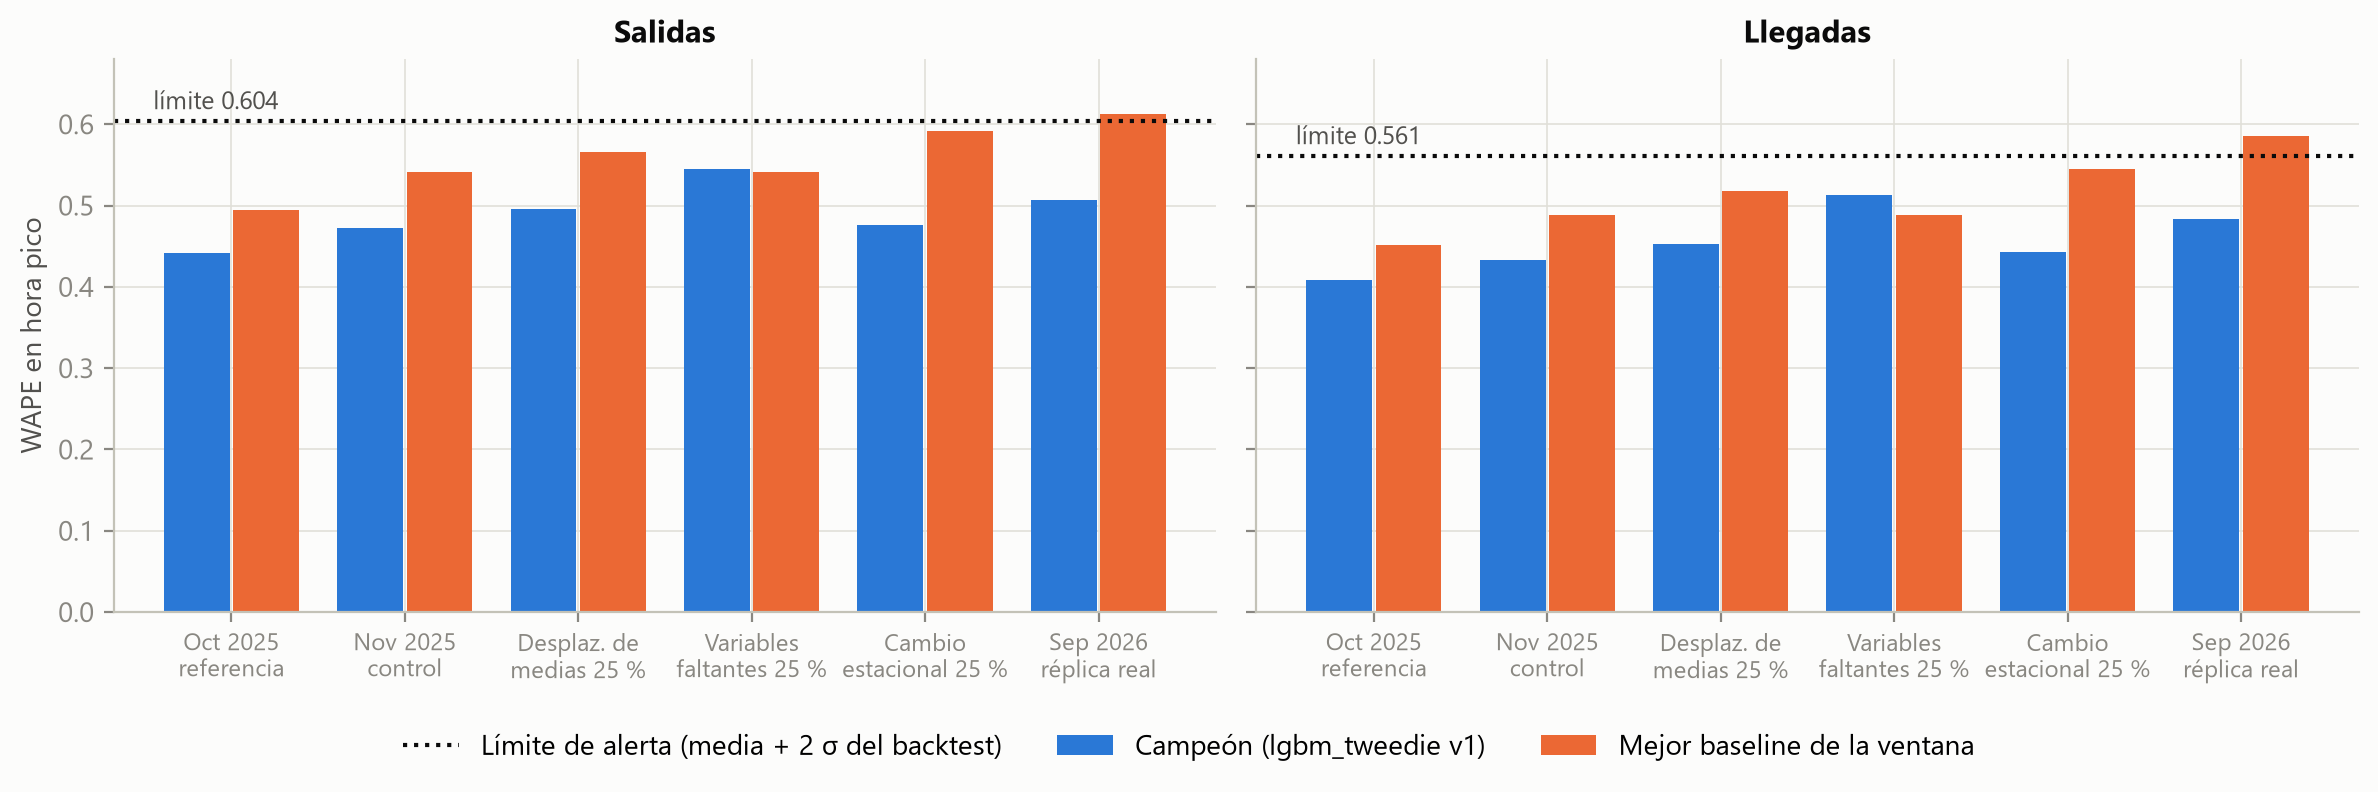 Salidas
límite 0.604
WAPE en hora pico
0.6
0.5
0.4
0.3
0.2
0.1
0.0
Oct 2025
referencia
Nov 2025
control
Desplaz. de
medias 25 %
Variables
faltantes 25 %
Cambio
estacional 25 %
Sep 2026
réplica real
Llegadas
límite 0.561
Oct 2025
referencia
Nov 2025
control
Desplaz. de
medias 25 %
Variables
faltantes 25 %
Cambio
estacional 25 %
Sep 2026
réplica real
Límite de alerta (media + 2 σ del backtest)
Campeón (lgbm_tweedie v1)
Mejor baseline de la ventana